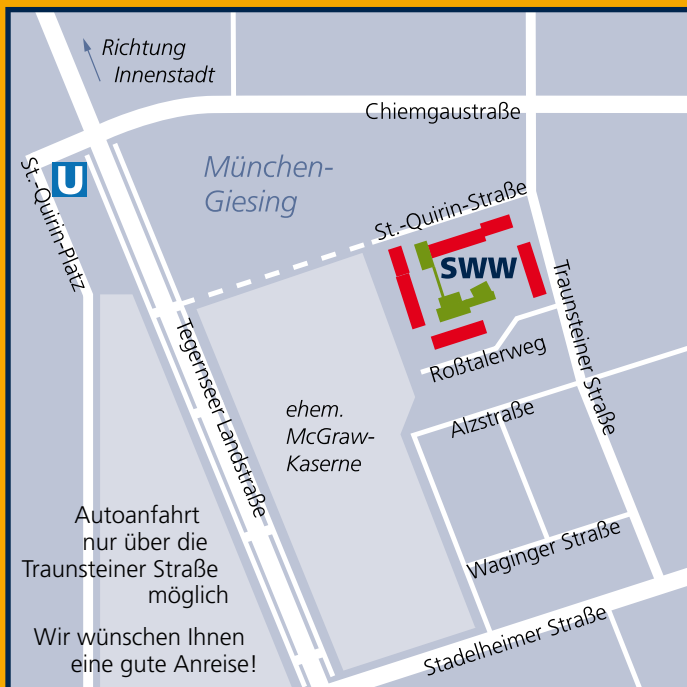 Richtung
Innenstadt
Chiemgaustraße
U
St.-Quirin-Platz
München-
Giesing
St.-Quirin-Straße
SWW
Traunsteiner Straße
Roßtalerweg
Tegernseer Landstraße
ehem.
McGraw-
Kaserne
Alzstraße
Waginger Straße
Stadelheimer Straße
Autoanfahrt
nur über die
Traunsteiner Straße
möglich
Wir wünschen Ihnen
eine gute Anreise!